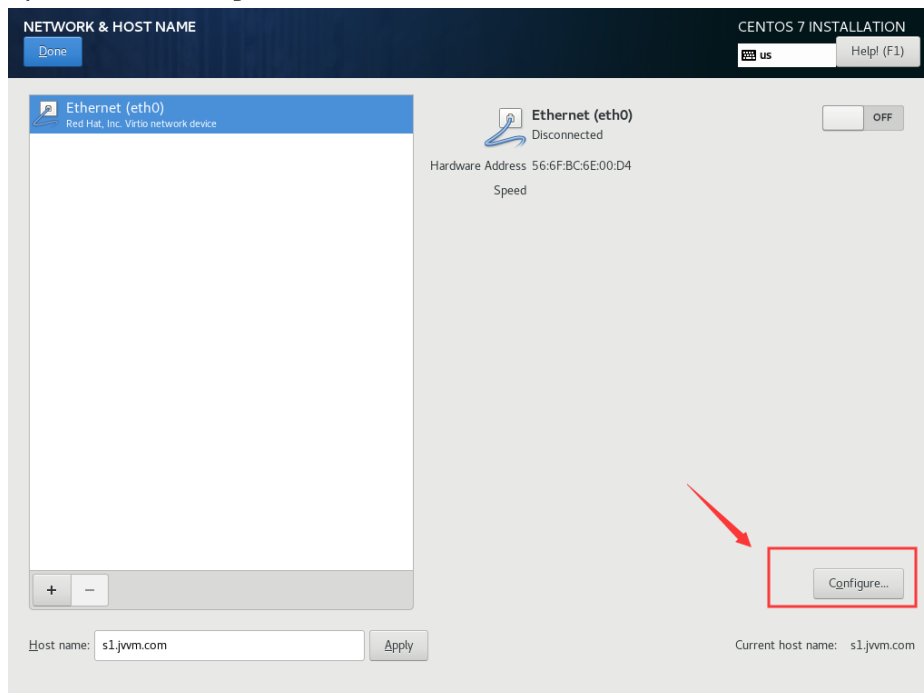 NETWORK & HOST NAME
CENTOS 7 INSTALLATION
Done
us
Help! (F1)
Ethernet (eth0)
Red Hat, Inc. Virtio network device
Ethernet (eth0)
Disconnected
OFF
Hardware Address 56:6F:BC:6E:00:D4
Speed
+ −
Configure...
Host name: s1.jvvm.com Apply
Current host name: s1.jvvm.com